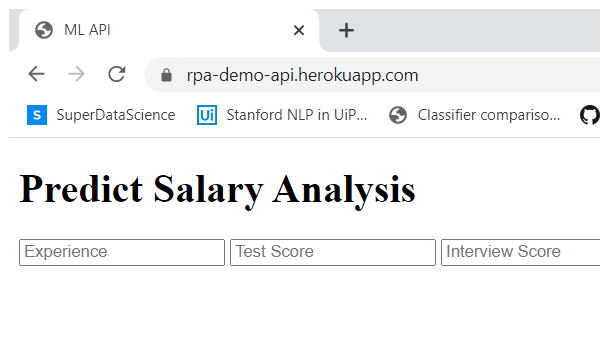 ML API
rpa-demo-api.herokuapp.com
S SuperDataScience Ui Stanford NLP in UiP... Classifier compariso...
Predict Salary Analysis
Experience Test Score Interview Score